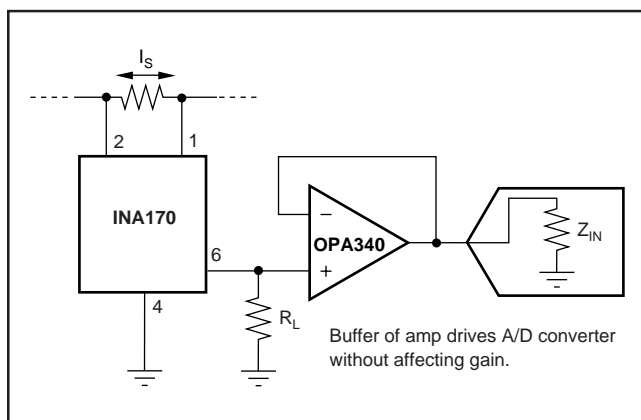 I_S
2
1
INA170
6
4
R_L
−
OPA340
+
Z_IN
Buffer of amp drives A/D converter
without affecting gain.